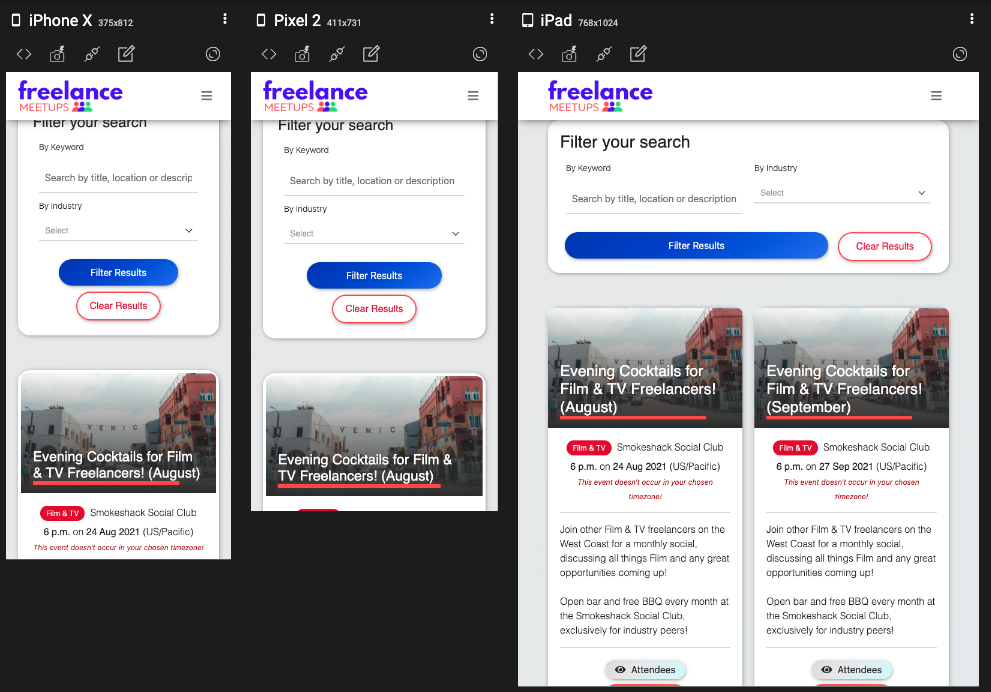 iPhone X 375x812
freelance
MEETUPS
Filter your search
By Keyword
Search by title, location or descrip
By Industry
Select
Filter Results
Clear Results
VENIC
Evening Cocktails for Film
& TV Freelancers! (August)
Film & TV Smokeshack Social Club
6 p.m. on 24 Aug 2021 (US/Pacific)
This event doesn't occur in your chosen timezone!
Pixel 2 411x731
freelance
MEETUPS
Filter your search
By Keyword
Search by title, location or description
By Industry
Select
Filter Results
Clear Results
VENIC
Evening Cocktails for Film &
TV Freelancers! (August)
iPad 768x1024
freelance
MEETUPS
Filter your search
By Keyword
Search by title, location or description
By Industry
Select
Filter Results
Clear Results
VENICE
Evening Cocktails for
Film & TV Freelancers!
(August)
Film & TV Smokeshack Social Club
6 p.m. on 24 Aug 2021 (US/Pacific)
This event doesn't occur in your chosen
timezone!
Join other Film & TV freelancers on the
West Coast for a monthly social,
discussing all things Film and any great
opportunities coming up!
Open bar and free BBQ every month at
the Smokeshack Social Club,
exclusively for industry peers!
Attendees
VENICE
Evening Cocktails for
Film & TV Freelancers!
(September)
Film & TV Smokeshack Social Club
6 p.m. on 27 Sep 2021 (US/Pacific)
This event doesn't occur in your chosen
timezone!
Join other Film & TV freelancers on the
West Coast for a monthly social,
discussing all things Film and any great
opportunities coming up!
Open bar and free BBQ every month at
the Smokeshack Social Club,
exclusively for industry peers!
Attendees